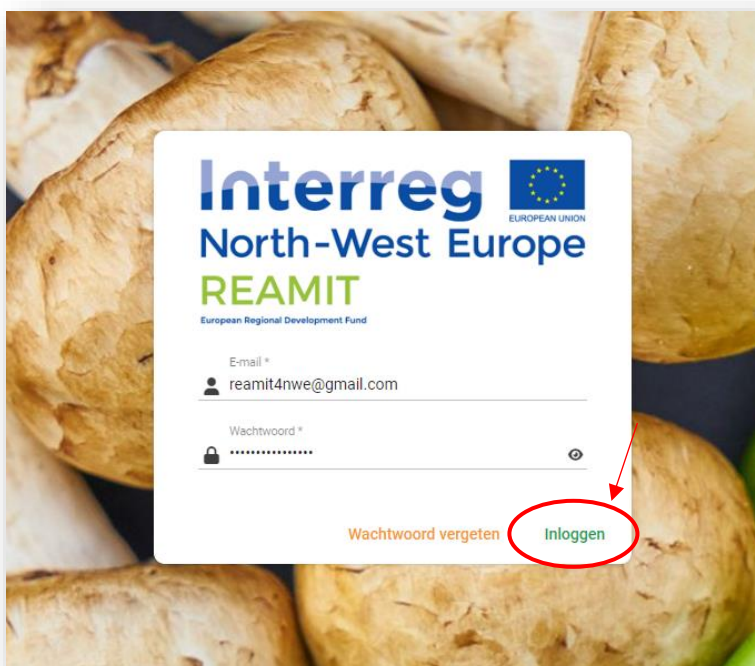 Interreg
EUROPEAN UNION
North-West Europe
REAMIT
European Regional Development Fund
E-mail *
reamit4nwe@gmail.com
Wachtwoord *
••••••••••••••••
Wachtwoord vergeten
Inloggen